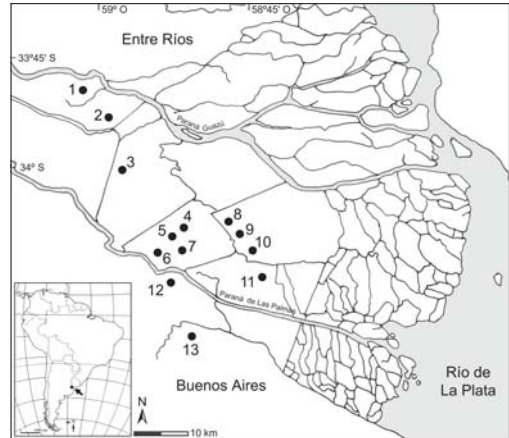 59º O
58º45' O
Entre Ríos
33º45' S
1
2
Paraná Guazú
34º S
3
4
5
6
7
8
9
10
11
12
Paraná de Las Palmas
13
Río de
La Plata
Buenos Aires
N
10 km